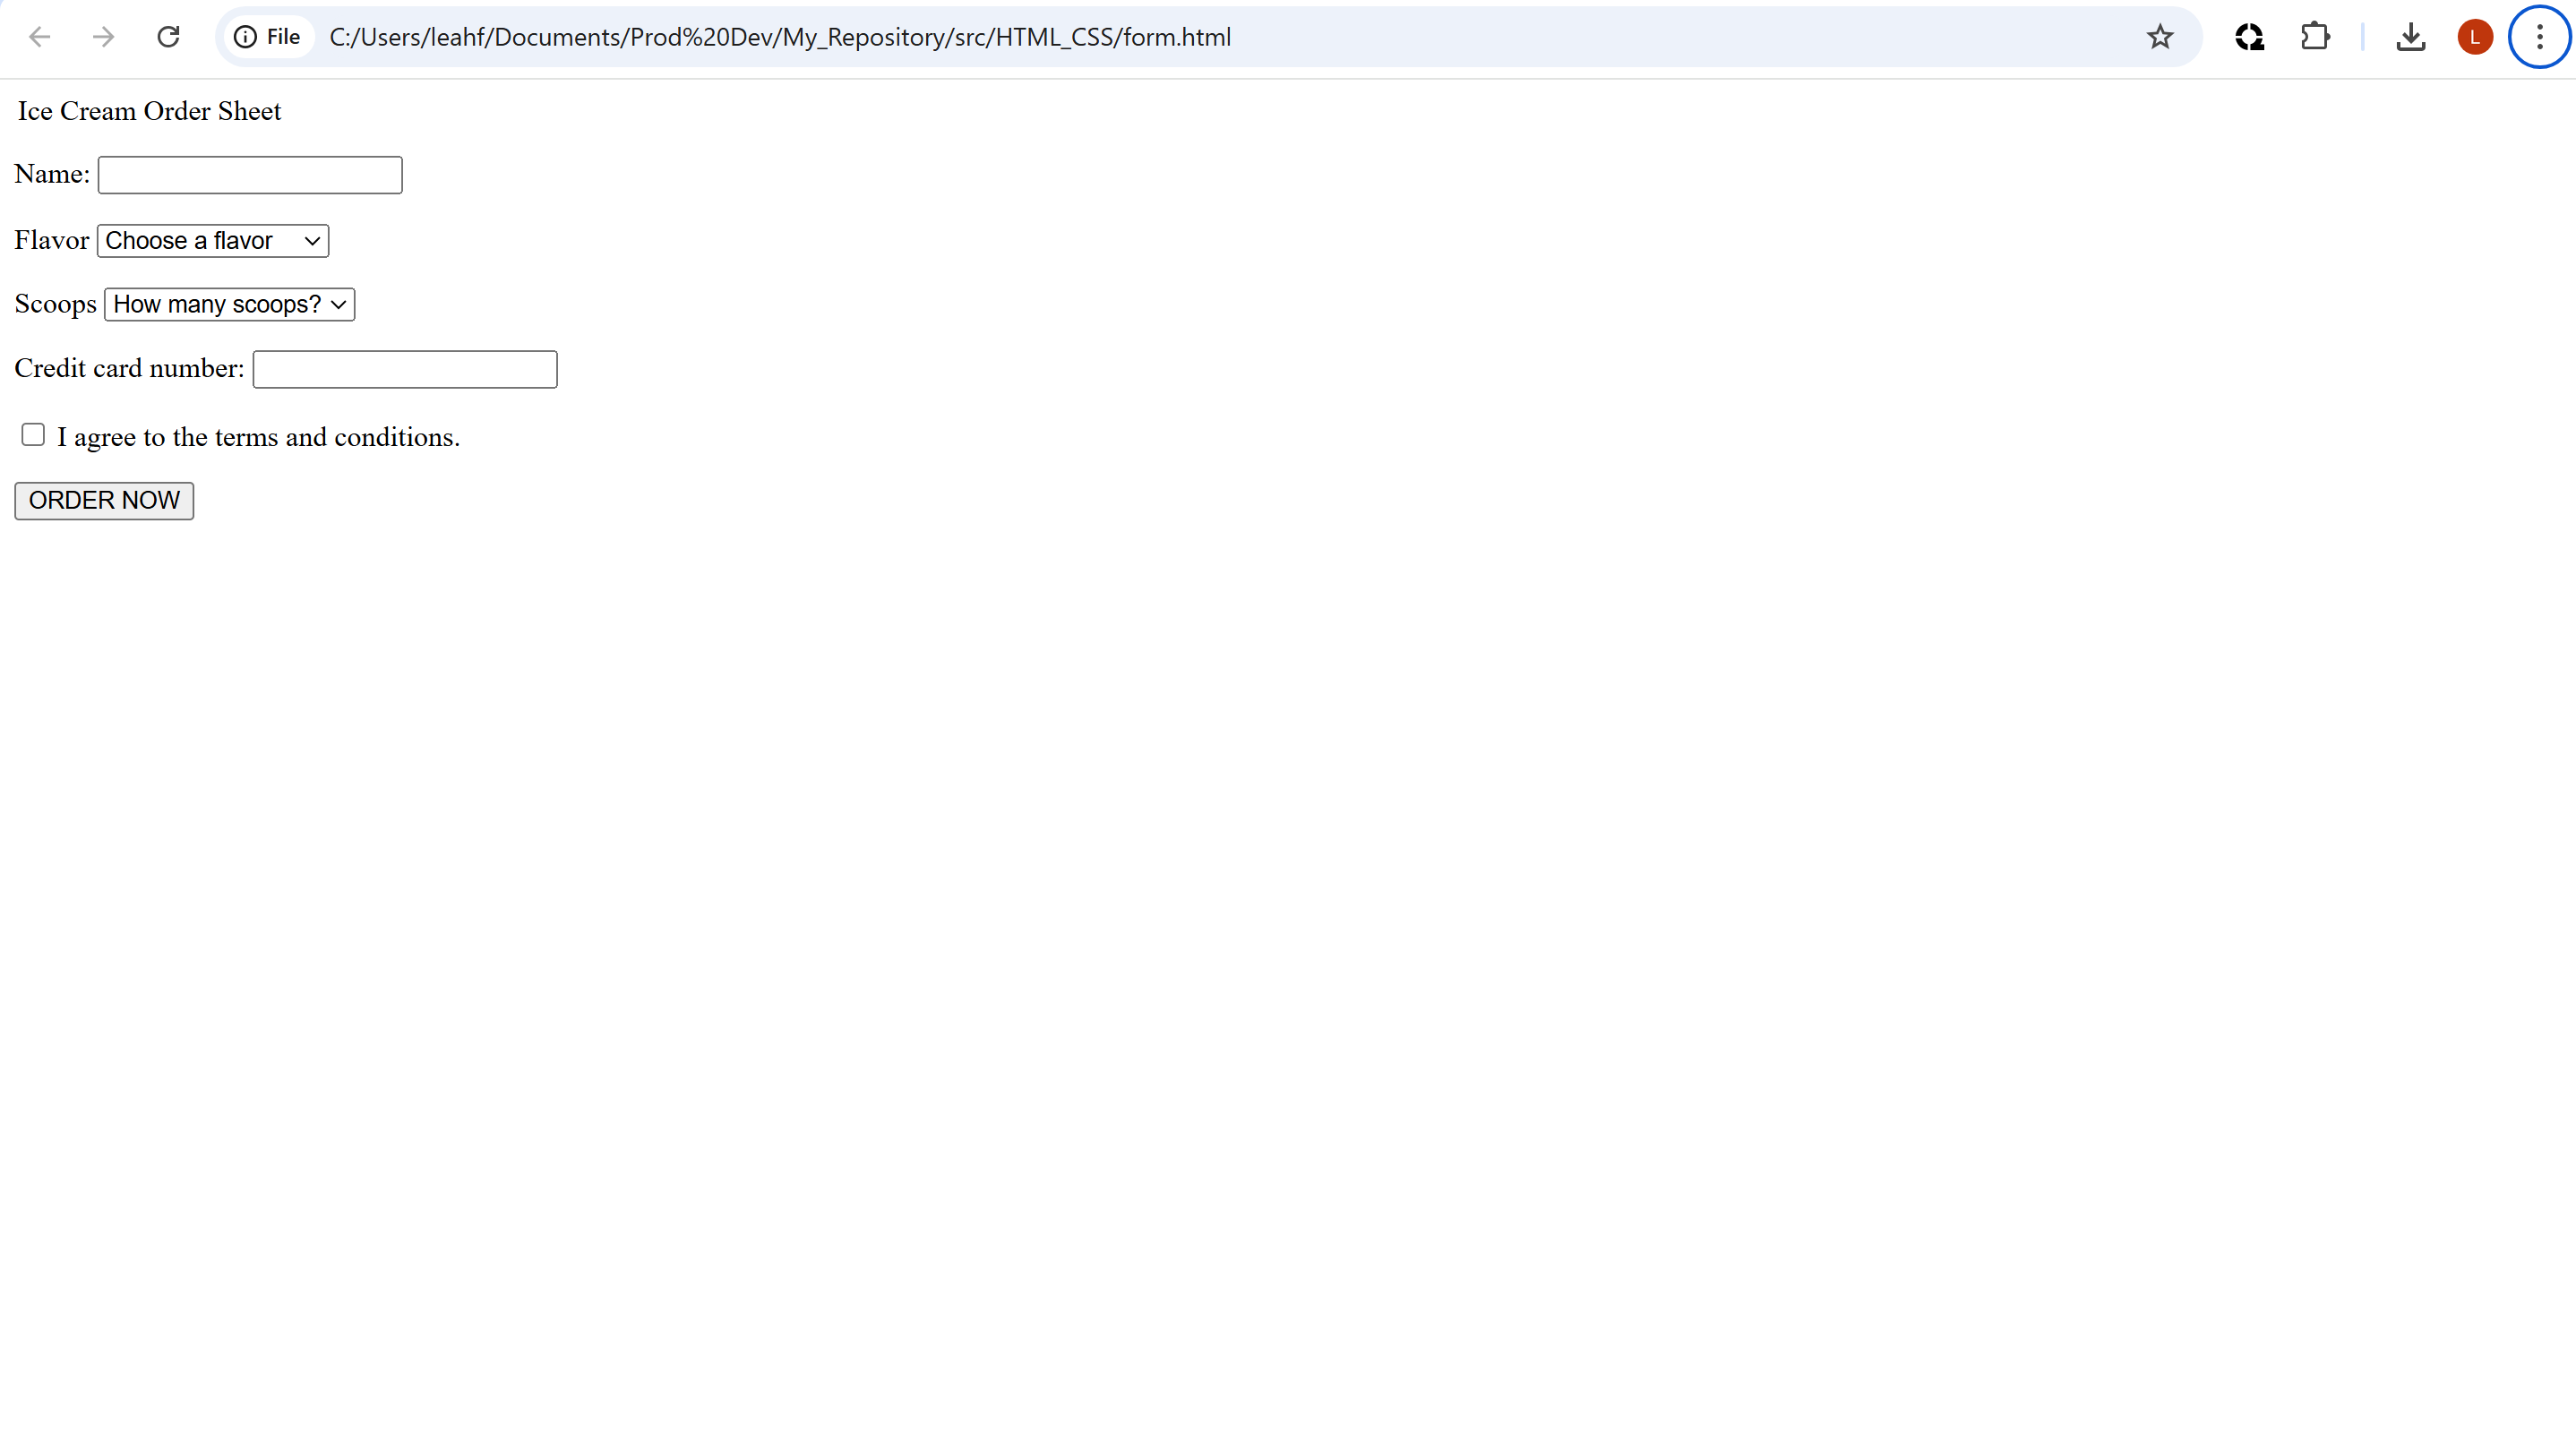 File C:/Users/leahf/Documents/Prod%20Dev/My_Repository/src/HTML_CSS/form.html L
Ice Cream Order Sheet
Name:
Flavor Choose a flavor
Scoops How many scoops?
Credit card number:
I agree to the terms and conditions.
ORDER NOW